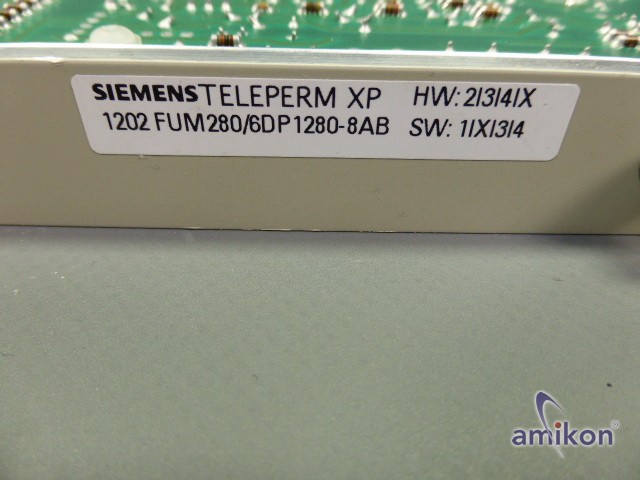 SIEMENS TELEPERM XP HW: 2|3|4|X
1202 FUM280/6DP1280-8AB SW: 1|X|3|4
amikon®